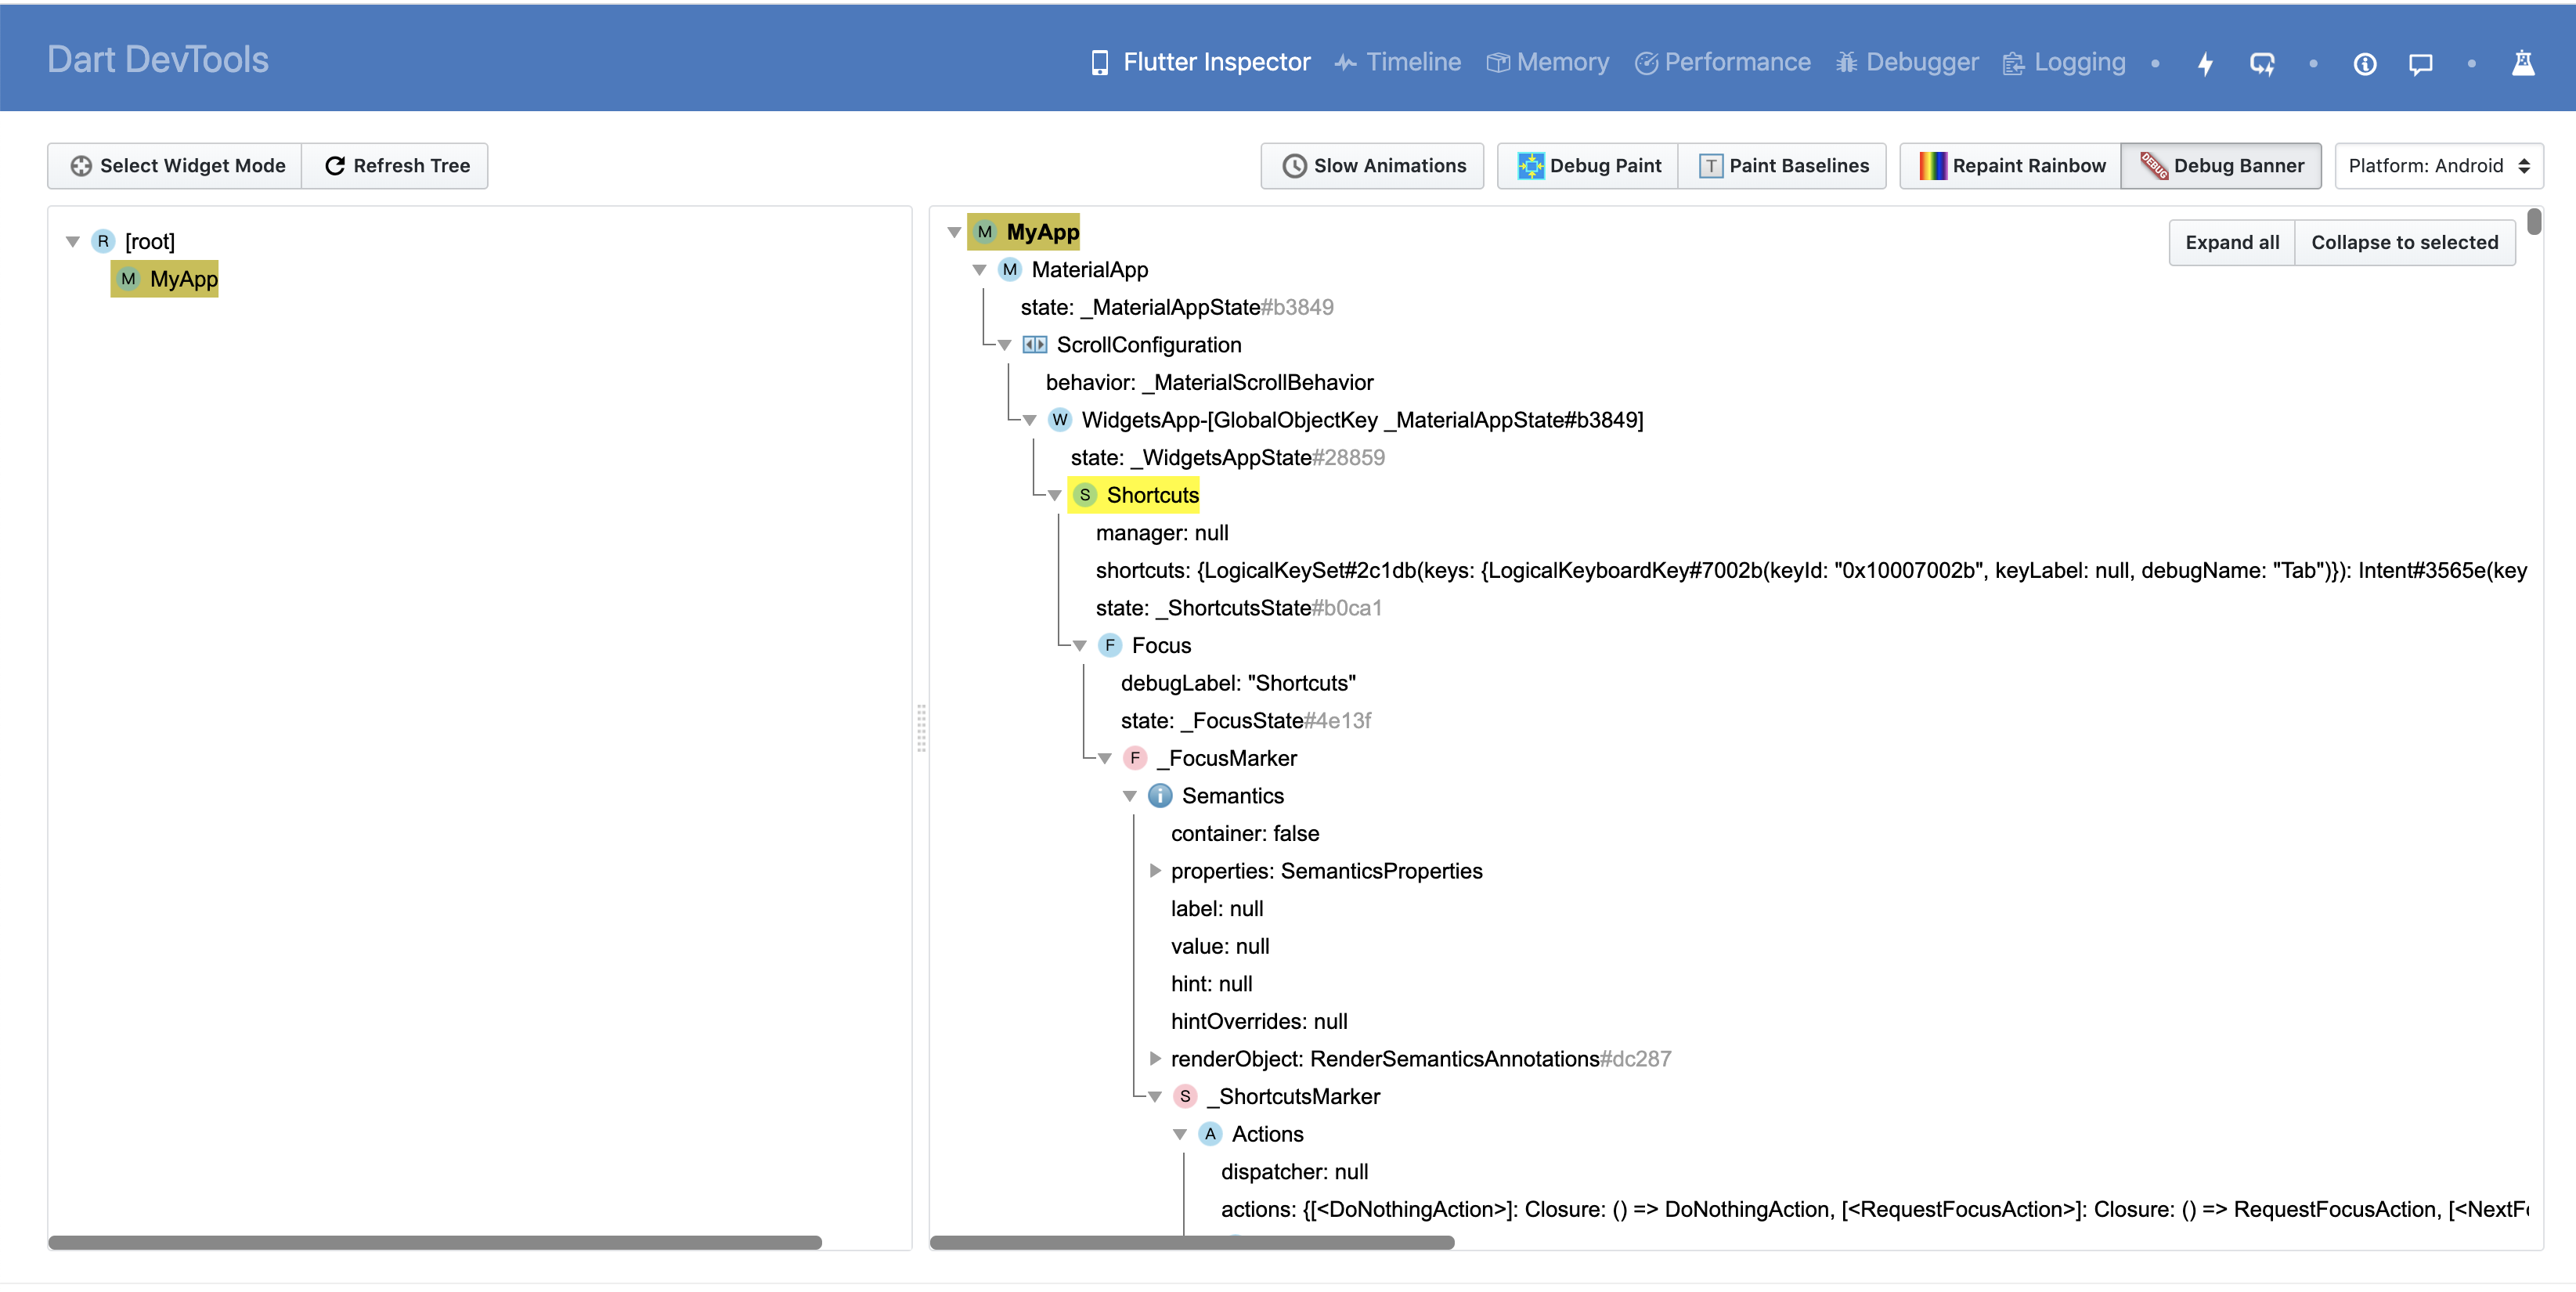 Dart DevTools
Flutter Inspector Timeline Memory Performance Debugger Logging
Select Widget Mode Refresh Tree Slow Animations Debug Paint T Paint Baselines Repaint Rainbow DEBUG Debug Banner Platform: Android
R [root]
M MyApp
M MyApp
Expand all Collapse to selected
M MaterialApp
state: _MaterialAppState#b3849
ScrollConfiguration
behavior: _MaterialScrollBehavior
W WidgetsApp-[GlobalObjectKey _MaterialAppState#b3849]
state: _WidgetsAppState#28859
S Shortcuts
manager: null
shortcuts: {LogicalKeySet#2c1db(keys: {LogicalKeyboardKey#7002b(keyId: "0x10007002b", keyLabel: null, debugName: "Tab")}): Intent#3565e(key
state: _ShortcutsState#b0ca1
F Focus
debugLabel: "Shortcuts"
state: _FocusState#4e13f
F _FocusMarker
i Semantics
container: false
properties: SemanticsProperties
label: null
value: null
hint: null
hintOverrides: null
renderObject: RenderSemanticsAnnotations#dc287
S _ShortcutsMarker
A Actions
dispatcher: null
actions: {[<DoNothingAction>]: Closure: () => DoNothingAction, [<RequestFocusAction>]: Closure: () => RequestFocusAction, [<NextF